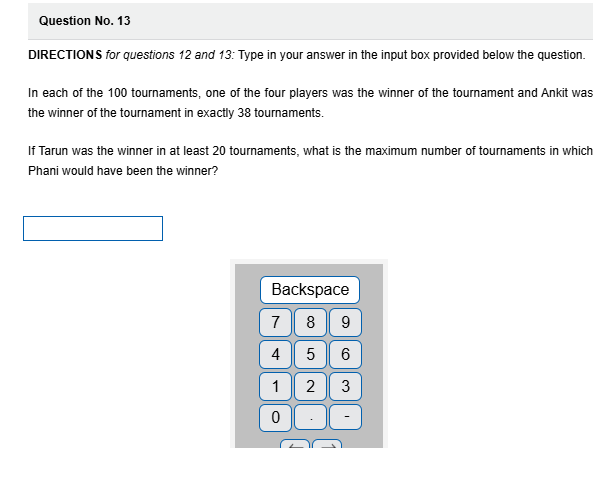 Question No. 13
DIRECTIONS for questions 12 and 13: Type in your answer in the input box provided below the question.
In each of the 100 tournaments, one of the four players was the winner of the tournament and Ankit was
the winner of the tournament in exactly 38 tournaments.
If Tarun was the winner in at least 20 tournaments, what is the maximum number of tournaments in which
Phani would have been the winner?
Backspace
7 8 9
4 5 6
1 2 3
0 . -
← →